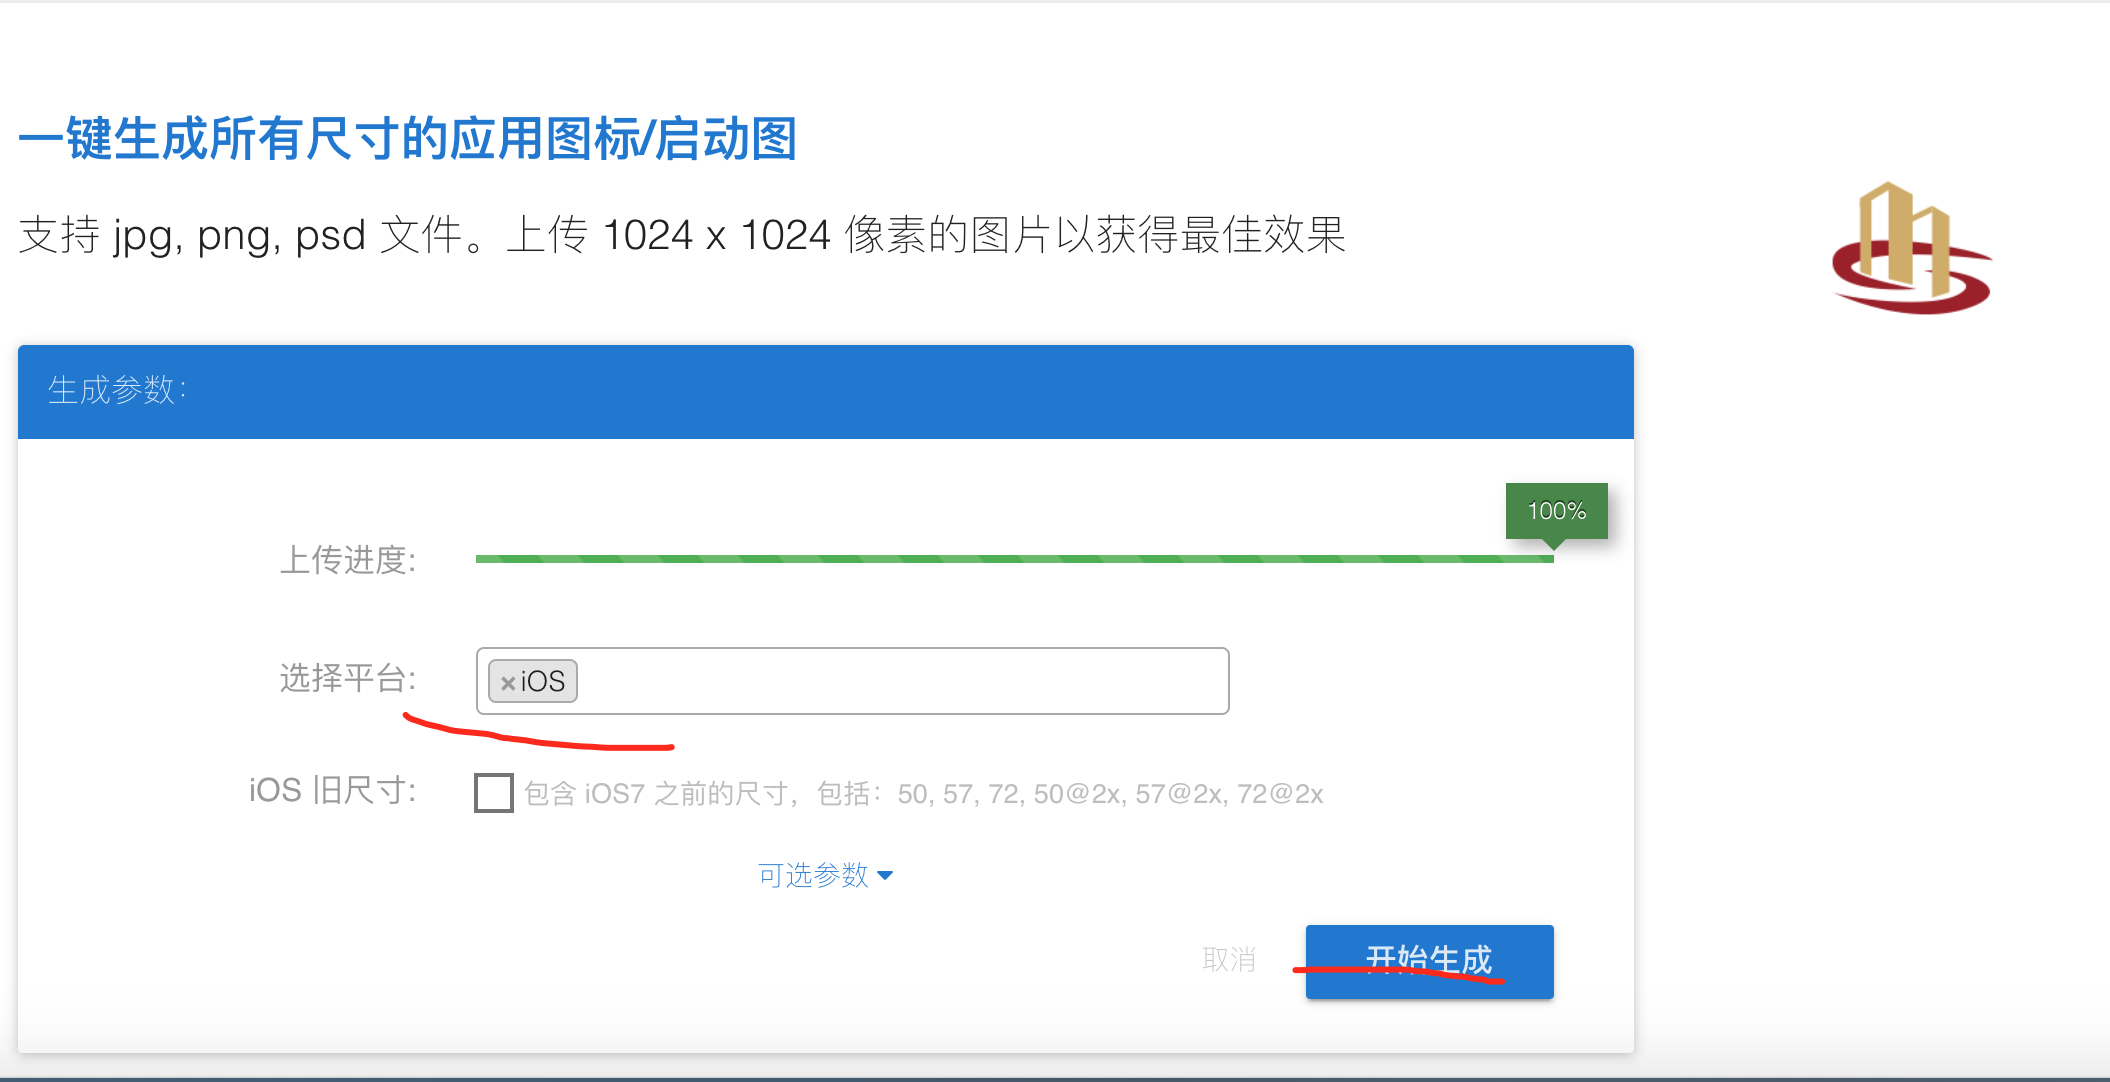 一键生成所有尺寸的应用图标/启动图
支持 jpg, png, psd 文件。上传 1024 x 1024 像素的图片以获得最佳效果
生成参数：
100%
上传进度:
选择平台:
×iOS
iOS 旧尺寸:
包含 iOS7 之前的尺寸，包括：50, 57, 72, 50@2x, 57@2x, 72@2x
可选参数
取消
开始生成